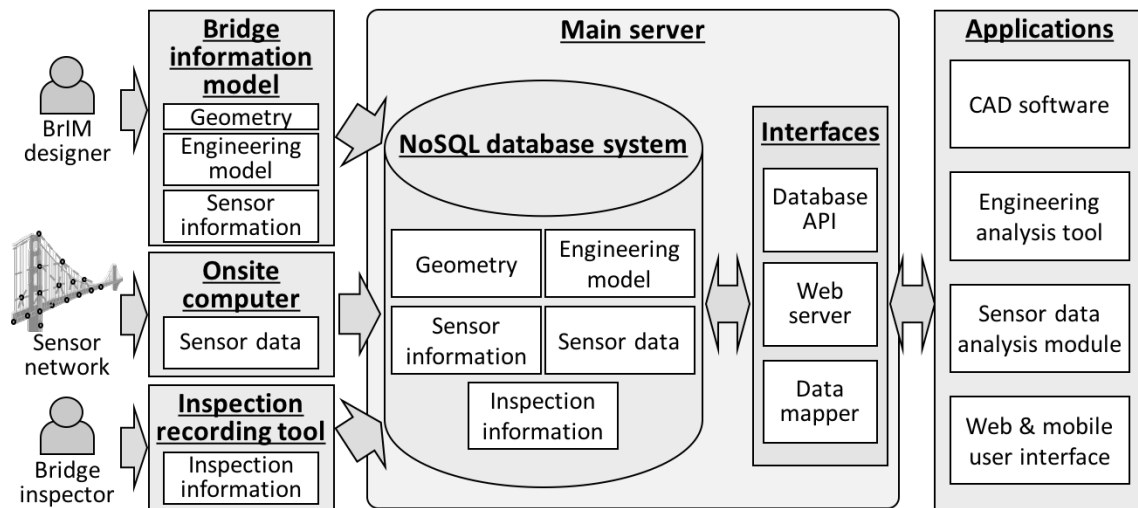 BrIM
designer
Sensor
network
Bridge
inspector
Bridge
information
model
Geometry
Engineering
model
Sensor
information
Onsite
computer
Sensor data
Inspection
recording tool
Inspection
information
Main server
NoSQL database system
Geometry
Engineering
model
Sensor
information
Sensor data
Inspection
information
Interfaces
Database
API
Web
server
Data
mapper
Applications
CAD software
Engineering
analysis tool
Sensor data
analysis module
Web & mobile
user interface